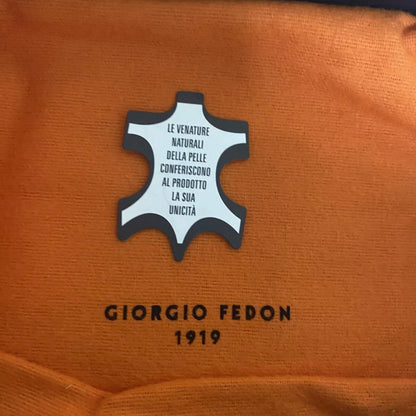 LE VENATURE
NATURALI
DELLA PELLE
CONFERISCONO
AL PRODOTTO
LA SUA
UNICITÀ
GIORGIO FEDON
1919